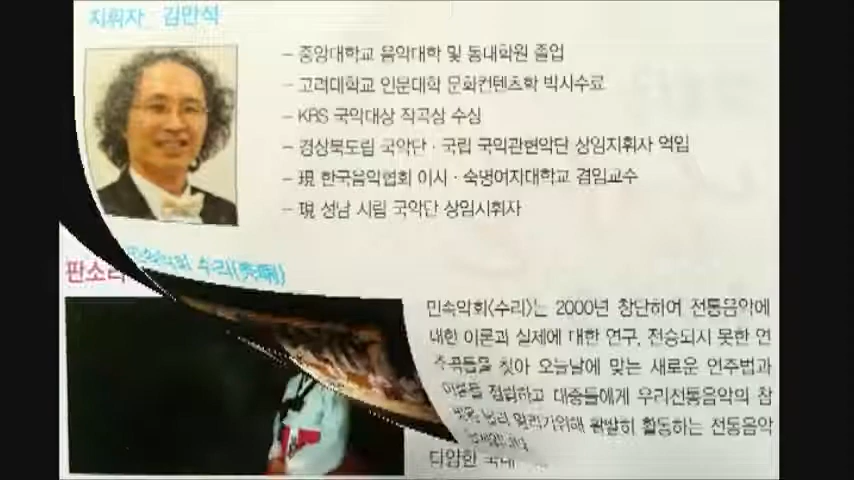 지휘자 김만석
- 중앙대학교 음악대학 및 동대학원 졸업
- 고려대학교 인문대학 문화컨텐츠학 박사수료
- KBS 국악대상 작곡상 수상
- 경상북도립 국악단 · 국립 국악관현악단 상임지휘자 역임
- 現 한국음악협회 이사 · 숙명여자대학교 겸임교수
- 現 성남 시립 국악단 상임지휘자
판소리
수리
민속악회〈수리〉는 2000년 창단하여 전통음악에
대한 이론과 실제에 대한 연구, 전승되지 못한 연
찾아 오늘날에 맞는 새로운 연주법과
정립하고 대중들에게 우리전통음악의 참
널리 알리기위해 활발히 활동하는 전통음악
다양한